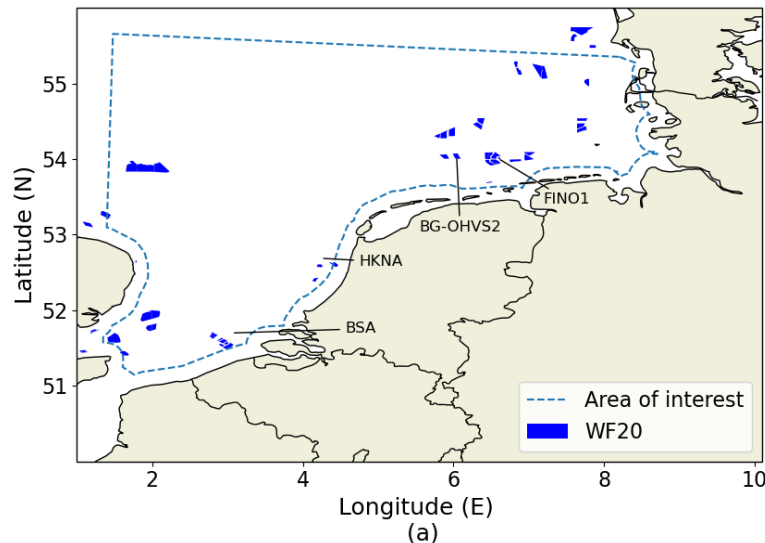 55
54
53
52
51
Latitude (N)
FINO1
BG-OHVS2
HKNA
BSA
Area of interest
WF20
2
4
6
8
10
Longitude (E)
(a)